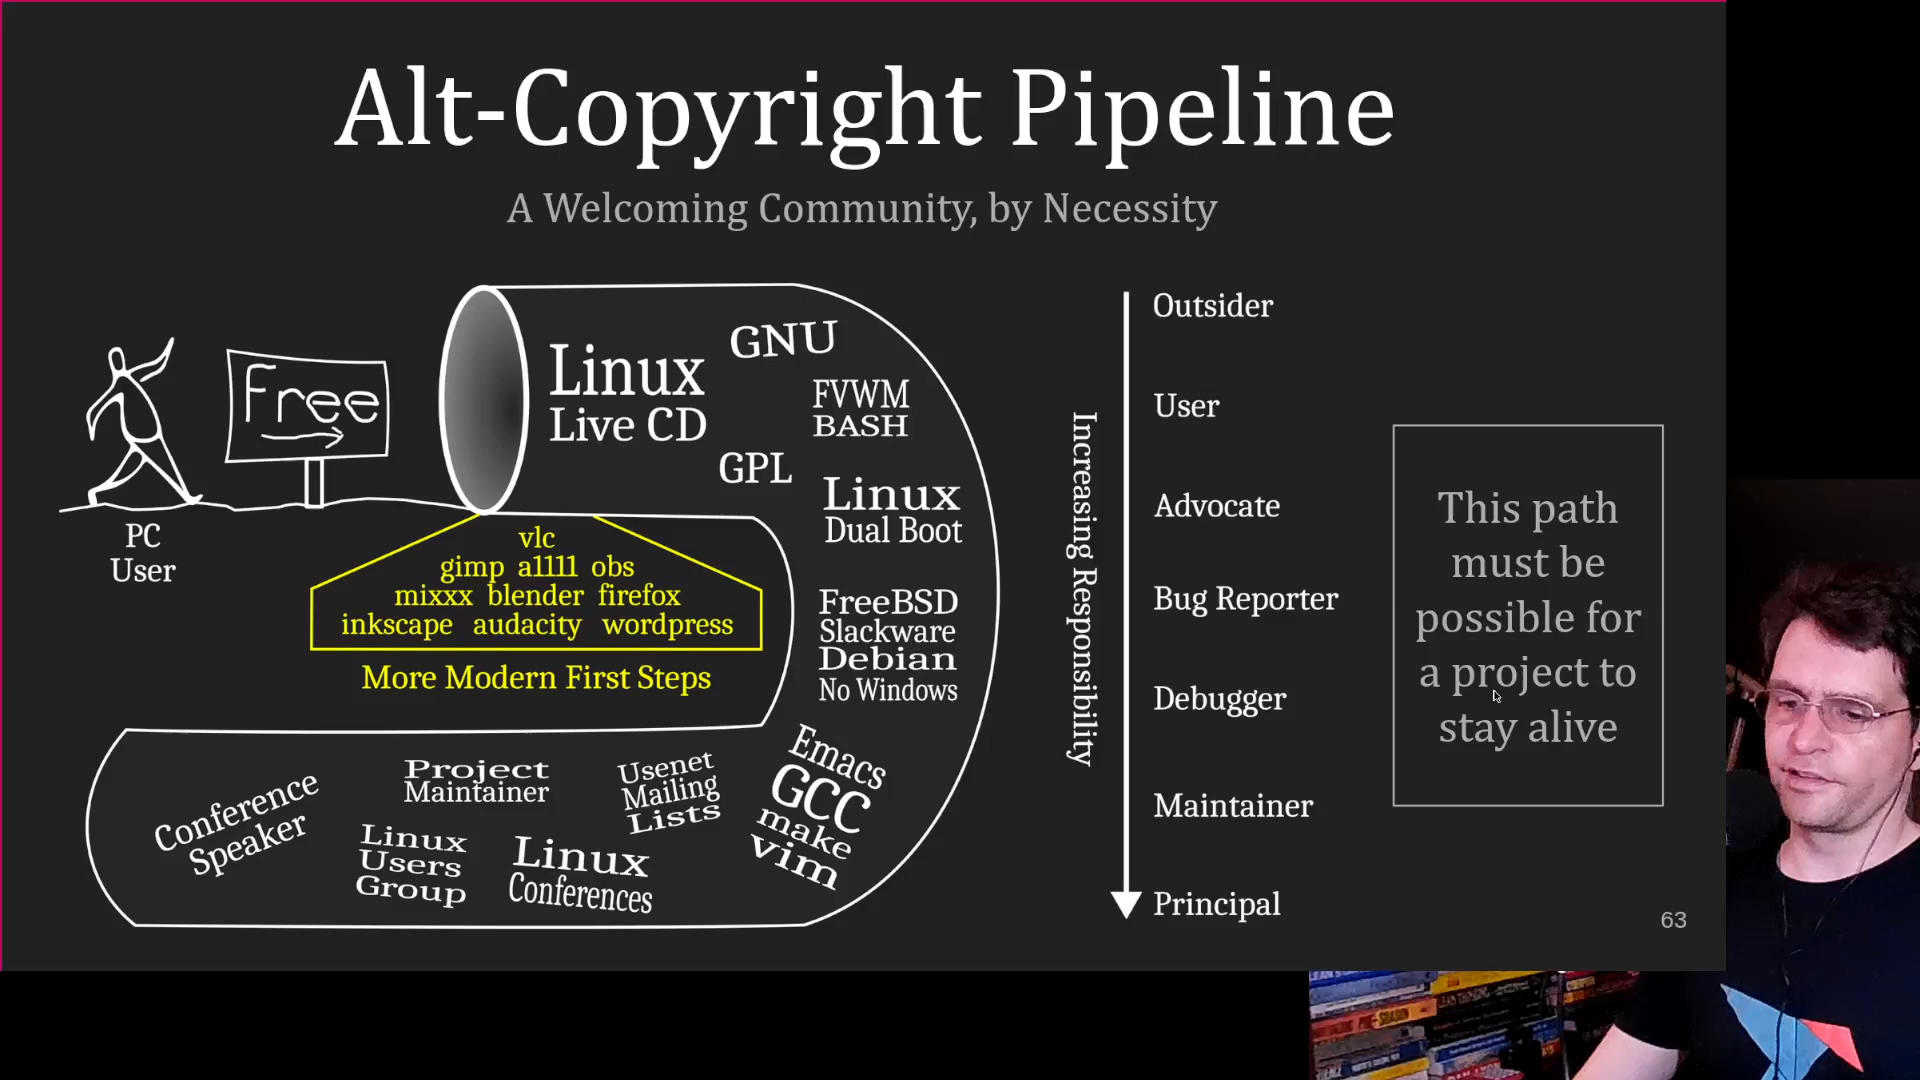 Alt-Copyright Pipeline
A Welcoming Community, by Necessity
Free
PC
User
Linux
Live CD
GNU
FVWM
BASH
GPL
Linux
Dual Boot
FreeBSD
Slackware
Debian
No Windows
Emacs
GCC
make
vim
Usenet
Mailing
Lists
Linux
Conferences
Project
Maintainer
Linux
Users
Group
Conference
Speaker
vlc
gimp a1111 obs
mixxx blender firefox
inkscape audacity wordpress
More Modern First Steps
Increasing Responsibility
Outsider
User
Advocate
Bug Reporter
Debugger
Maintainer
Principal
This path
must be
possible for
a project to
stay alive
63